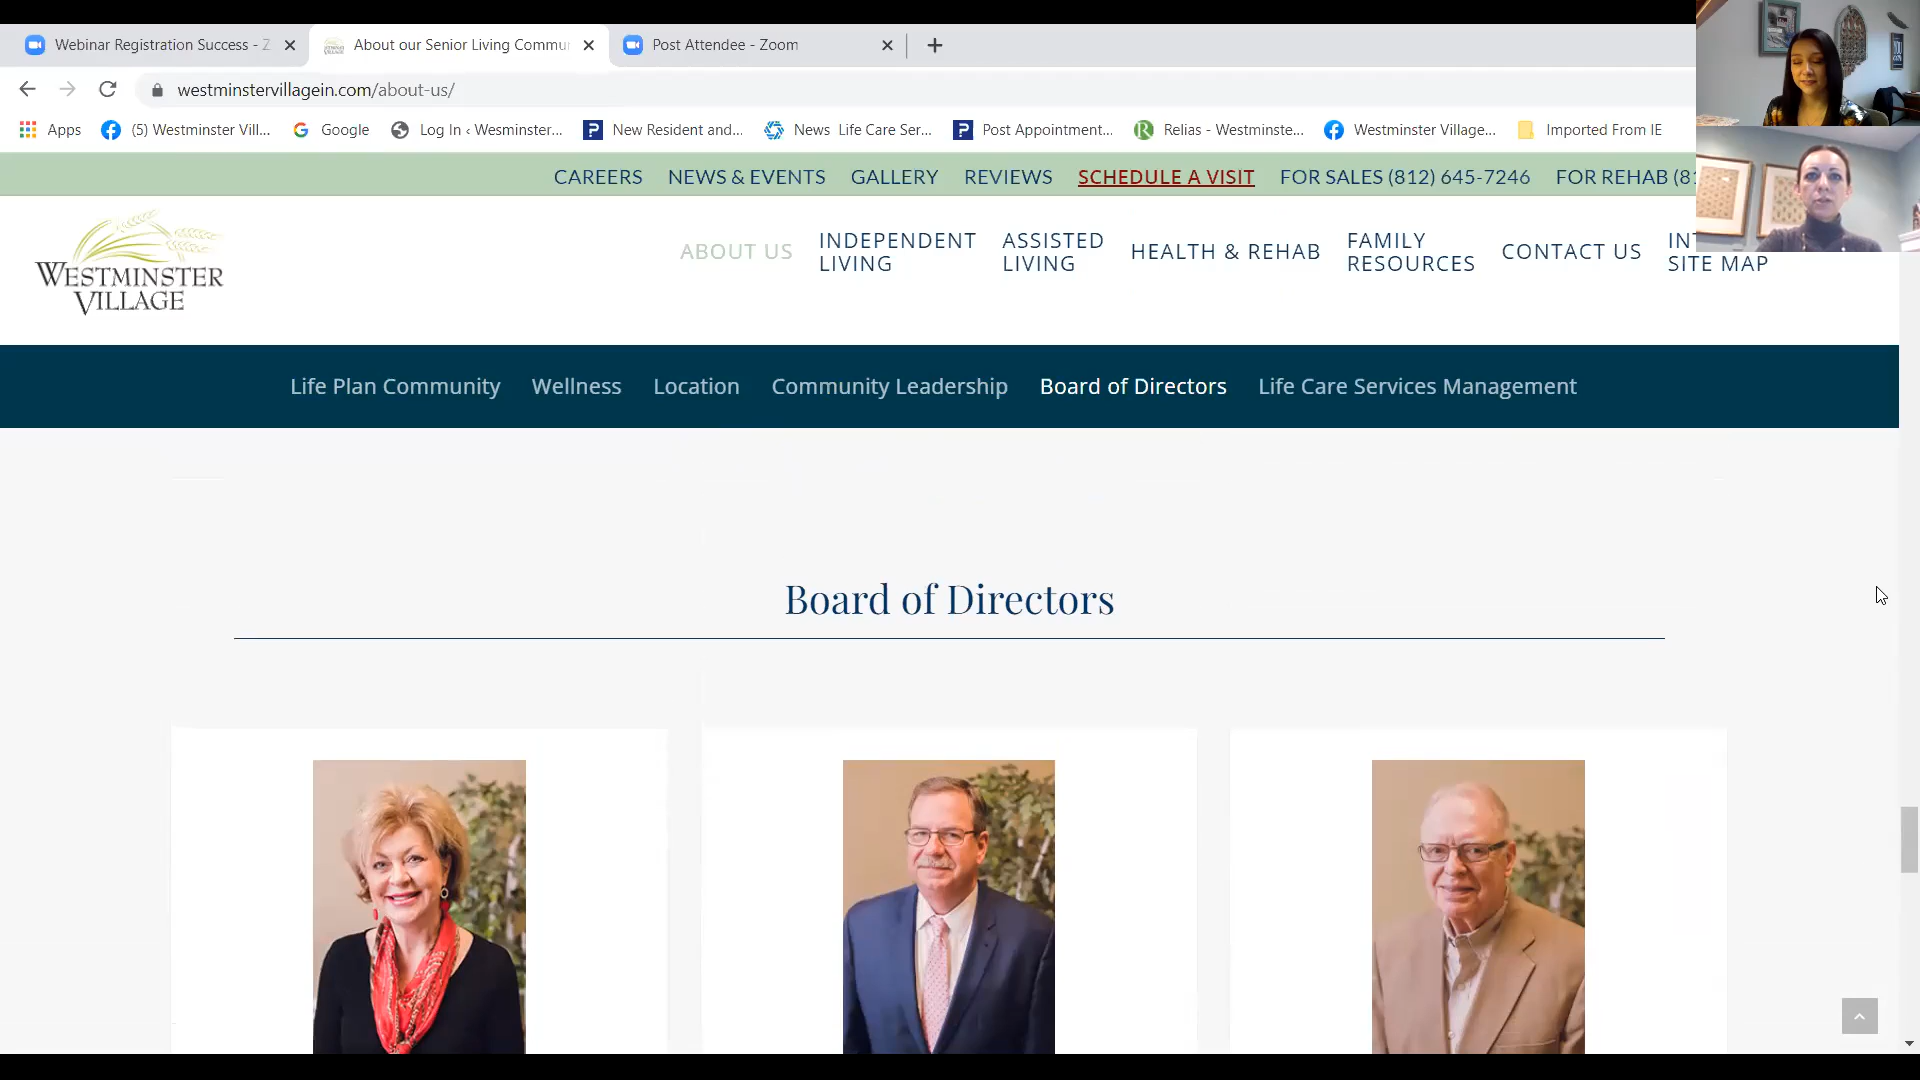 Webinar Registration Success - Z
About our Senior Living Commu
Post Attendee - Zoom
westminstervillagein.com/about-us/
Apps
(5) Westminster Vill...
Google
Log In ‹ Wesminster...
New Resident and...
News Life Care Ser...
Post Appointment...
Relias - Westminste...
Westminster Village...
Imported From IE
CAREERS
NEWS & EVENTS
GALLERY
REVIEWS
SCHEDULE A VISIT
FOR SALES (812) 645-7246
FOR REHAB (81
WESTMINSTER
VILLAGE
ABOUT US
INDEPENDENT
LIVING
ASSISTED
LIVING
HEALTH & REHAB
FAMILY
RESOURCES
CONTACT US
INT
SITE MAP
Life Plan Community
Wellness
Location
Community Leadership
Board of Directors
Life Care Services Management
Board of Directors